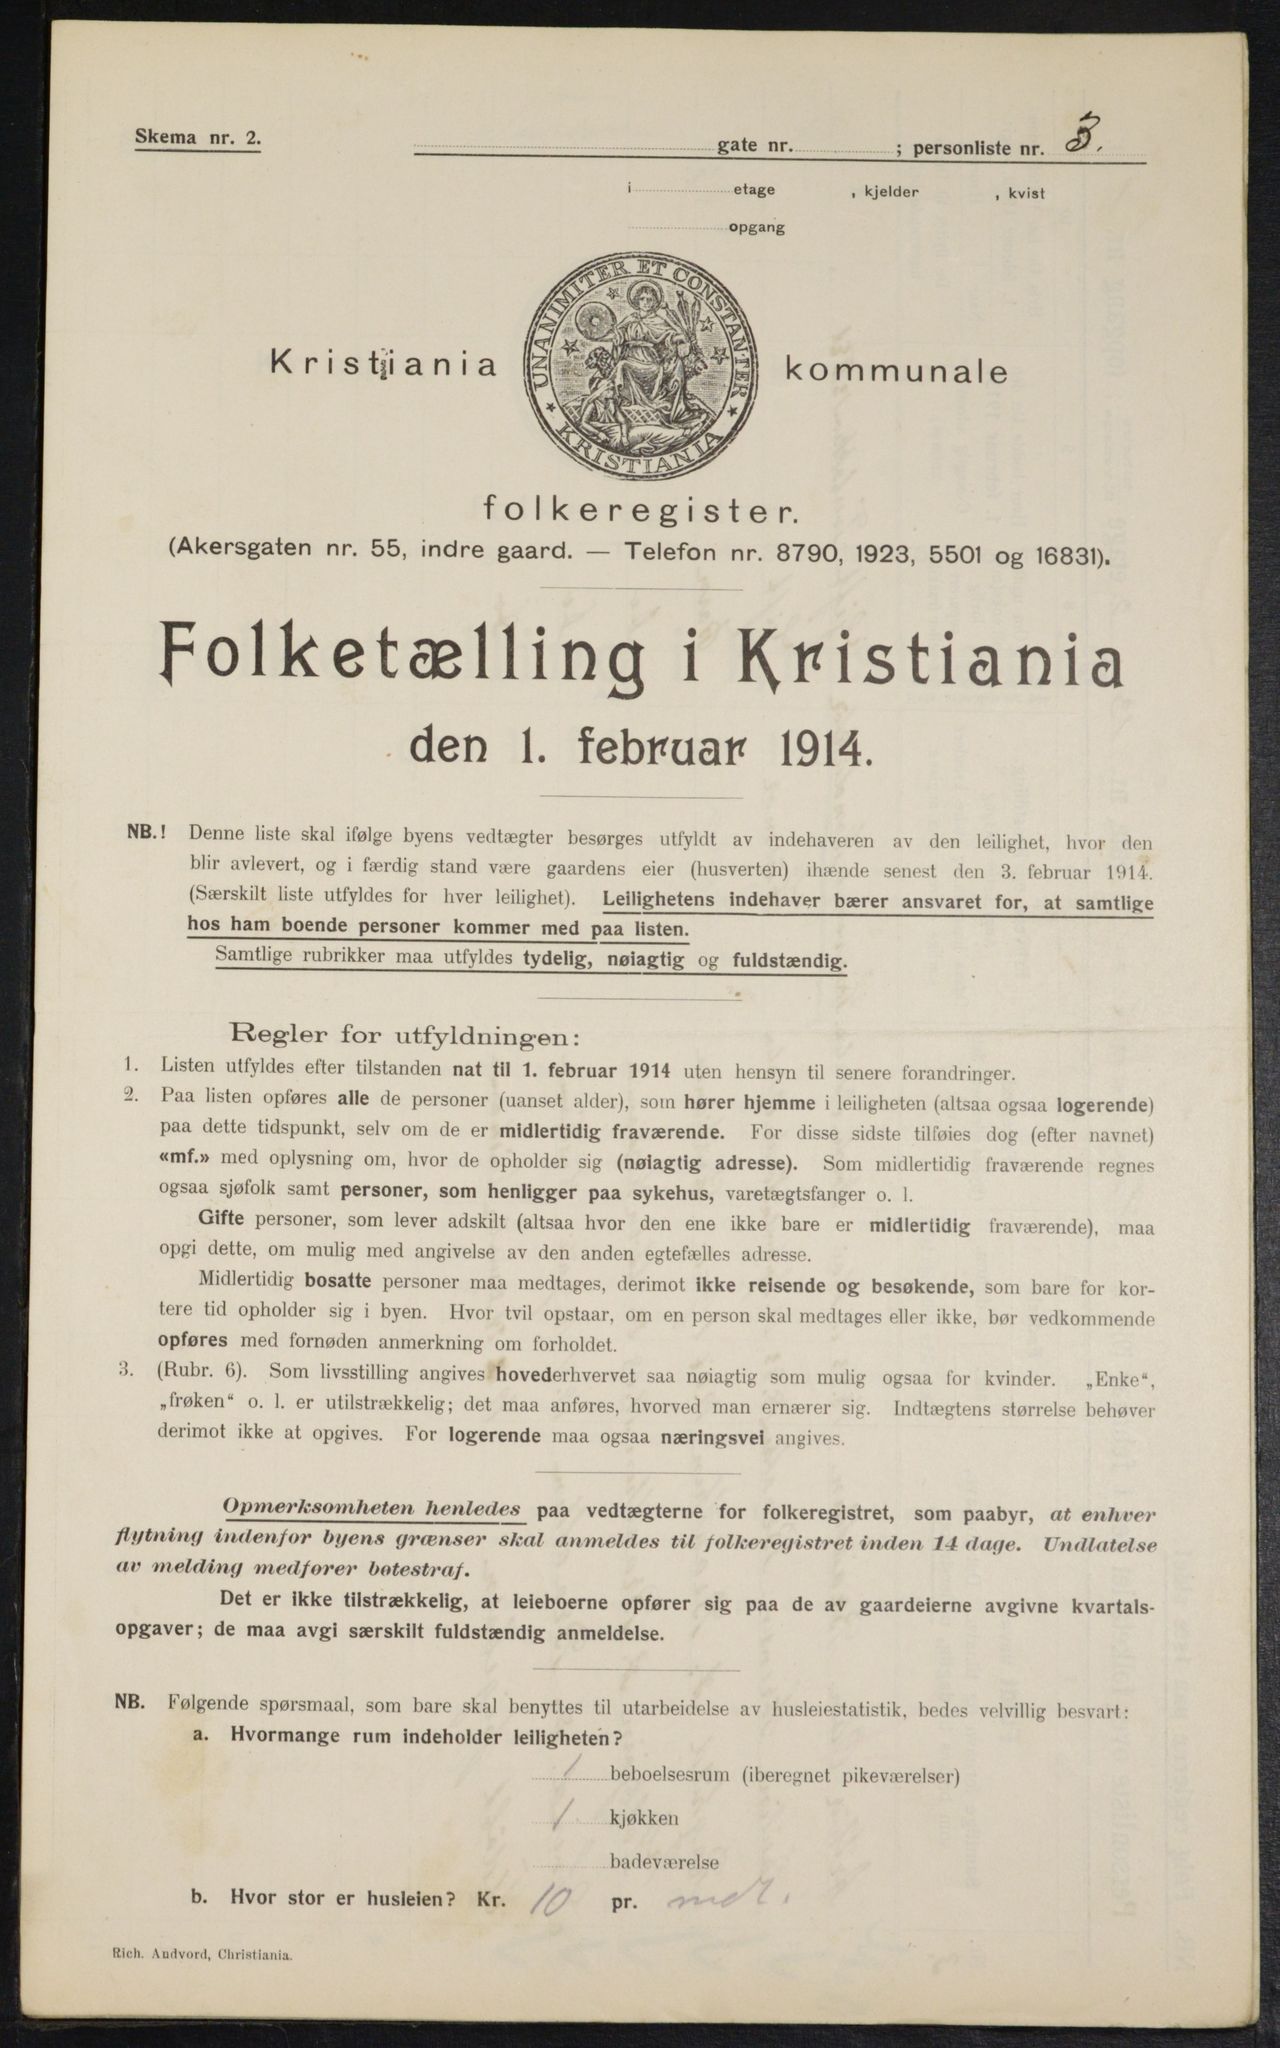 Skema nr. 2.
gate nr. ; personliste nr. 3.
i etage , kjelder , kvist
opgang
UNANIMITER ET CONSTANTER
KRISTIANIA
Kristiania kommunale
folkeregister.
(Akersgaten nr. 55, indre gaard. — Telefon nr. 8790, 1923, 5501 og 16831).
Folketælling i Kristiania
den 1. februar 1914.
NB.! Denne liste skal ifølge byens vedtægter besørges utfyldt av indehaveren av den leilighet, hvor den
blir avlevert, og i færdig stand være gaardens eier (husverten) ihænde senest den 3. februar 1914.
(Særskilt liste utfyldes for hver leilighet). Leilighetens indehaver bærer ansvaret for, at samtlige
hos ham boende personer kommer med paa listen.
Samtlige rubrikker maa utfyldes tydelig, nøiagtig og fuldstændig.
Regler for utfyldningen:
1. Listen utfyldes efter tilstanden nat til 1. februar 1914 uten hensyn til senere forandringer.
2. Paa listen opføres alle de personer (uanset alder), som hører hjemme i leiligheten (altsaa ogsaa logerende)
paa dette tidspunkt, selv om de er midlertidig fraværende. For disse sidste tilføies dog (efter navnet)
«mf.» med oplysning om, hvor de opholder sig (nøiagtig adresse). Som midlertidig fraværende regnes
ogsaa sjøfolk samt personer, som henligger paa sykehus, varetægtsfanger o. l.
Gifte personer, som lever adskilt (altsaa hvor den ene ikke bare er midlertidig fraværende), maa
opgi dette, om mulig med angivelse av den anden egtefælles adresse.
Midlertidig bosatte personer maa medtages, derimot ikke reisende og besøkende, som bare for kor-
tere tid opholder sig i byen. Hvor tvil opstaar, om en person skal medtages eller ikke, bør vedkommende
opføres med fornøden anmerkning om forholdet.
3. (Rubr. 6). Som livsstilling angives hovederhvervet saa nøiagtig som mulig ogsaa for kvinder. „Enke“,
„frøken“ o. l. er utilstrækkelig; det maa anføres, hvorved man ernærer sig. Indtægtens størrelse behøver
derimot ikke at opgives. For logerende maa ogsaa næringsvei angives.
Opmerksomheten henledes paa vedtægterne for folkeregistret, som paabyr, at enhver
flytning indenfor byens grænser skal anmeldes til folkeregistret inden 14 dage. Undlatelse
av melding medfører bøtestraf.
Det er ikke tilstrækkelig, at leieboerne opfører sig paa de av gaardeierne avgivne kvartals-
opgaver; de maa avgi særskilt fuldstændig anmeldelse.
NB. Følgende spørsmaal, som bare skal benyttes til utarbeidelse av husleiestatistik, bedes velvillig besvart:
a. Hvormange rum indeholder leiligheten?
1 beboelsesrum (iberegnet pikeværelser)
1 kjøkken
badeværelse
b. Hvor stor er husleien? Kr. 10 pr. mdt.
Rich. Andvord, Christiania.